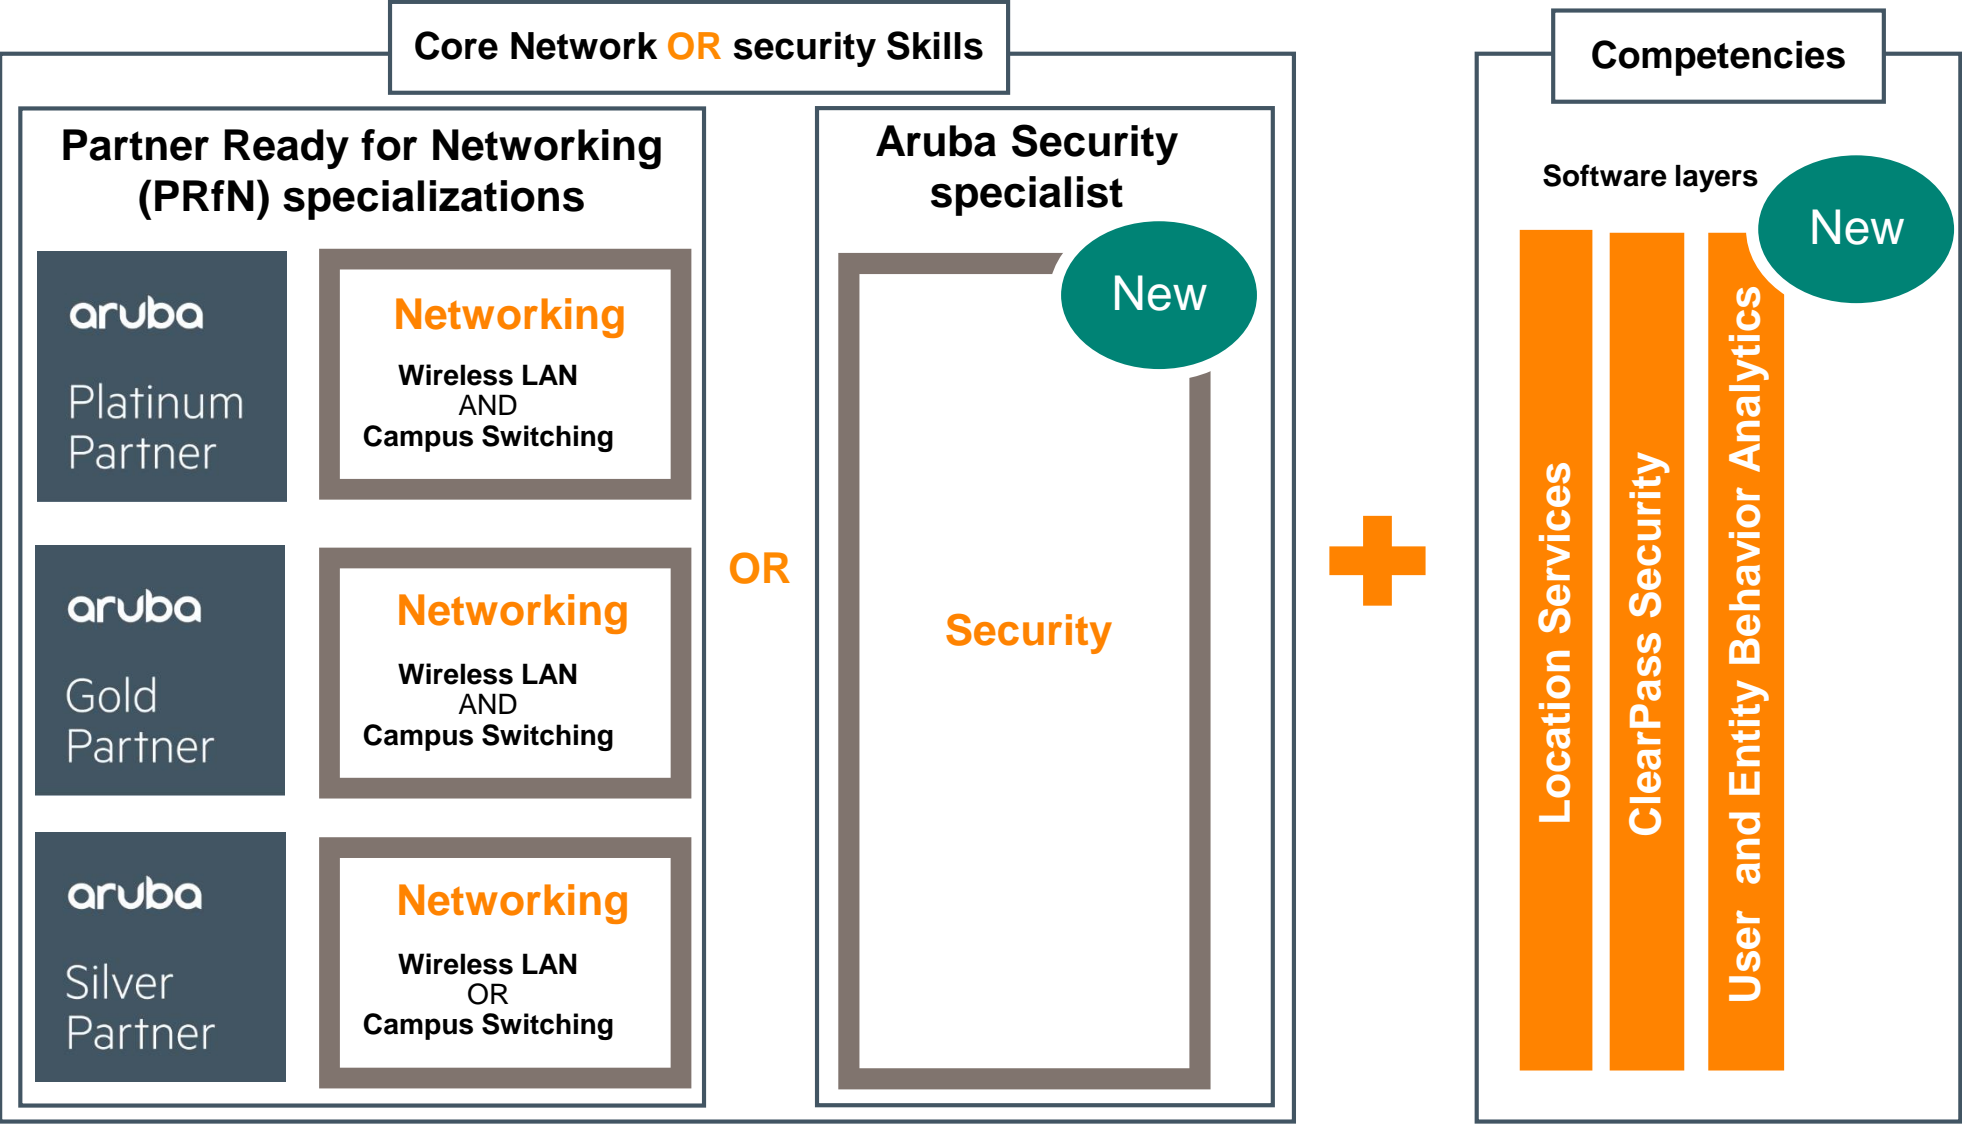 Core Network OR security Skills
Partner Ready for Networking
(PRfN) specializations
aruba
Platinum
Partner
Networking
Wireless LAN
AND
Campus Switching
aruba
Gold
Partner
Networking
Wireless LAN
AND
Campus Switching
aruba
Silver
Partner
Networking
Wireless LAN
OR
Campus Switching
OR
Aruba Security
specialist
New
Security
Competencies
Software layers
New
Location Services
ClearPass Security
User and Entity Behavior Analytics